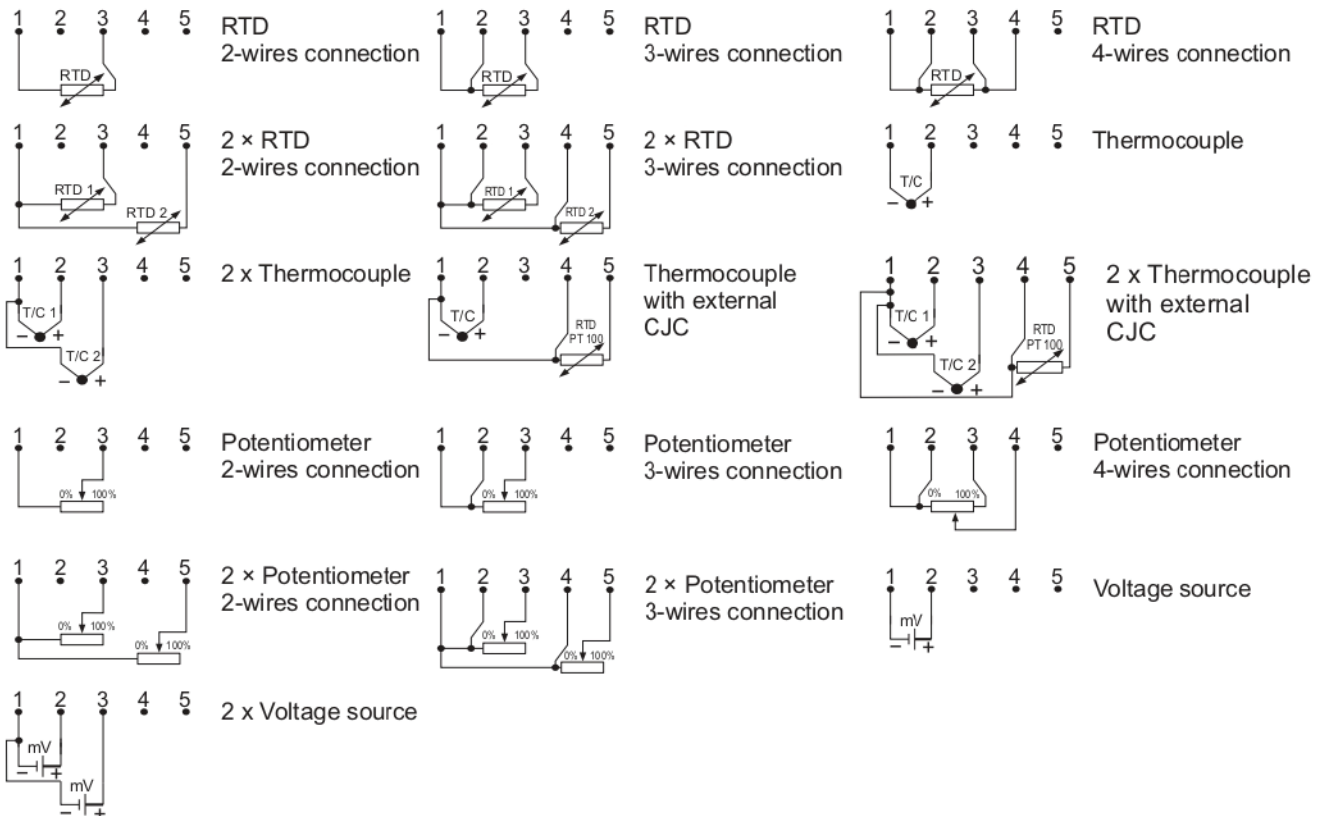 1 2 3 4 5
RTD
2-wires connection
RTD
1 2 3 4 5
RTD
3-wires connection
RTD
1 2 3 4 5
RTD
4-wires connection
RTD
1 2 3 4 5
2 × RTD
2-wires connection
RTD 1
RTD 2
1 2 3 4 5
2 × RTD
3-wires connection
RTD 1
RTD 2
1 2 3 4 5
Thermocouple
T/C
– +
1 2 3 4 5
2 x Thermocouple
T/C 1
– +
T/C 2
– +
1 2 3 4 5
Thermocouple
with external
CJC
T/C
– +
RTD
PT 100
1 2 3 4 5
2 x Thermocouple
with external
CJC
T/C 1
– +
T/C 2
– +
RTD
PT 100
1 2 3 4 5
Potentiometer
2-wires connection
0% 100%
1 2 3 4 5
Potentiometer
3-wires connection
0% 100%
1 2 3 4 5
Potentiometer
4-wires connection
0% 100%
1 2 3 4 5
2 × Potentiometer
2-wires connection
0% 100%
0% 100%
1 2 3 4 5
2 × Potentiometer
3-wires connection
0% 100%
0% 100%
1 2 3 4 5
Voltage source
mV
– +
1 2 3 4 5
2 x Voltage source
mV
– +
mV
– +